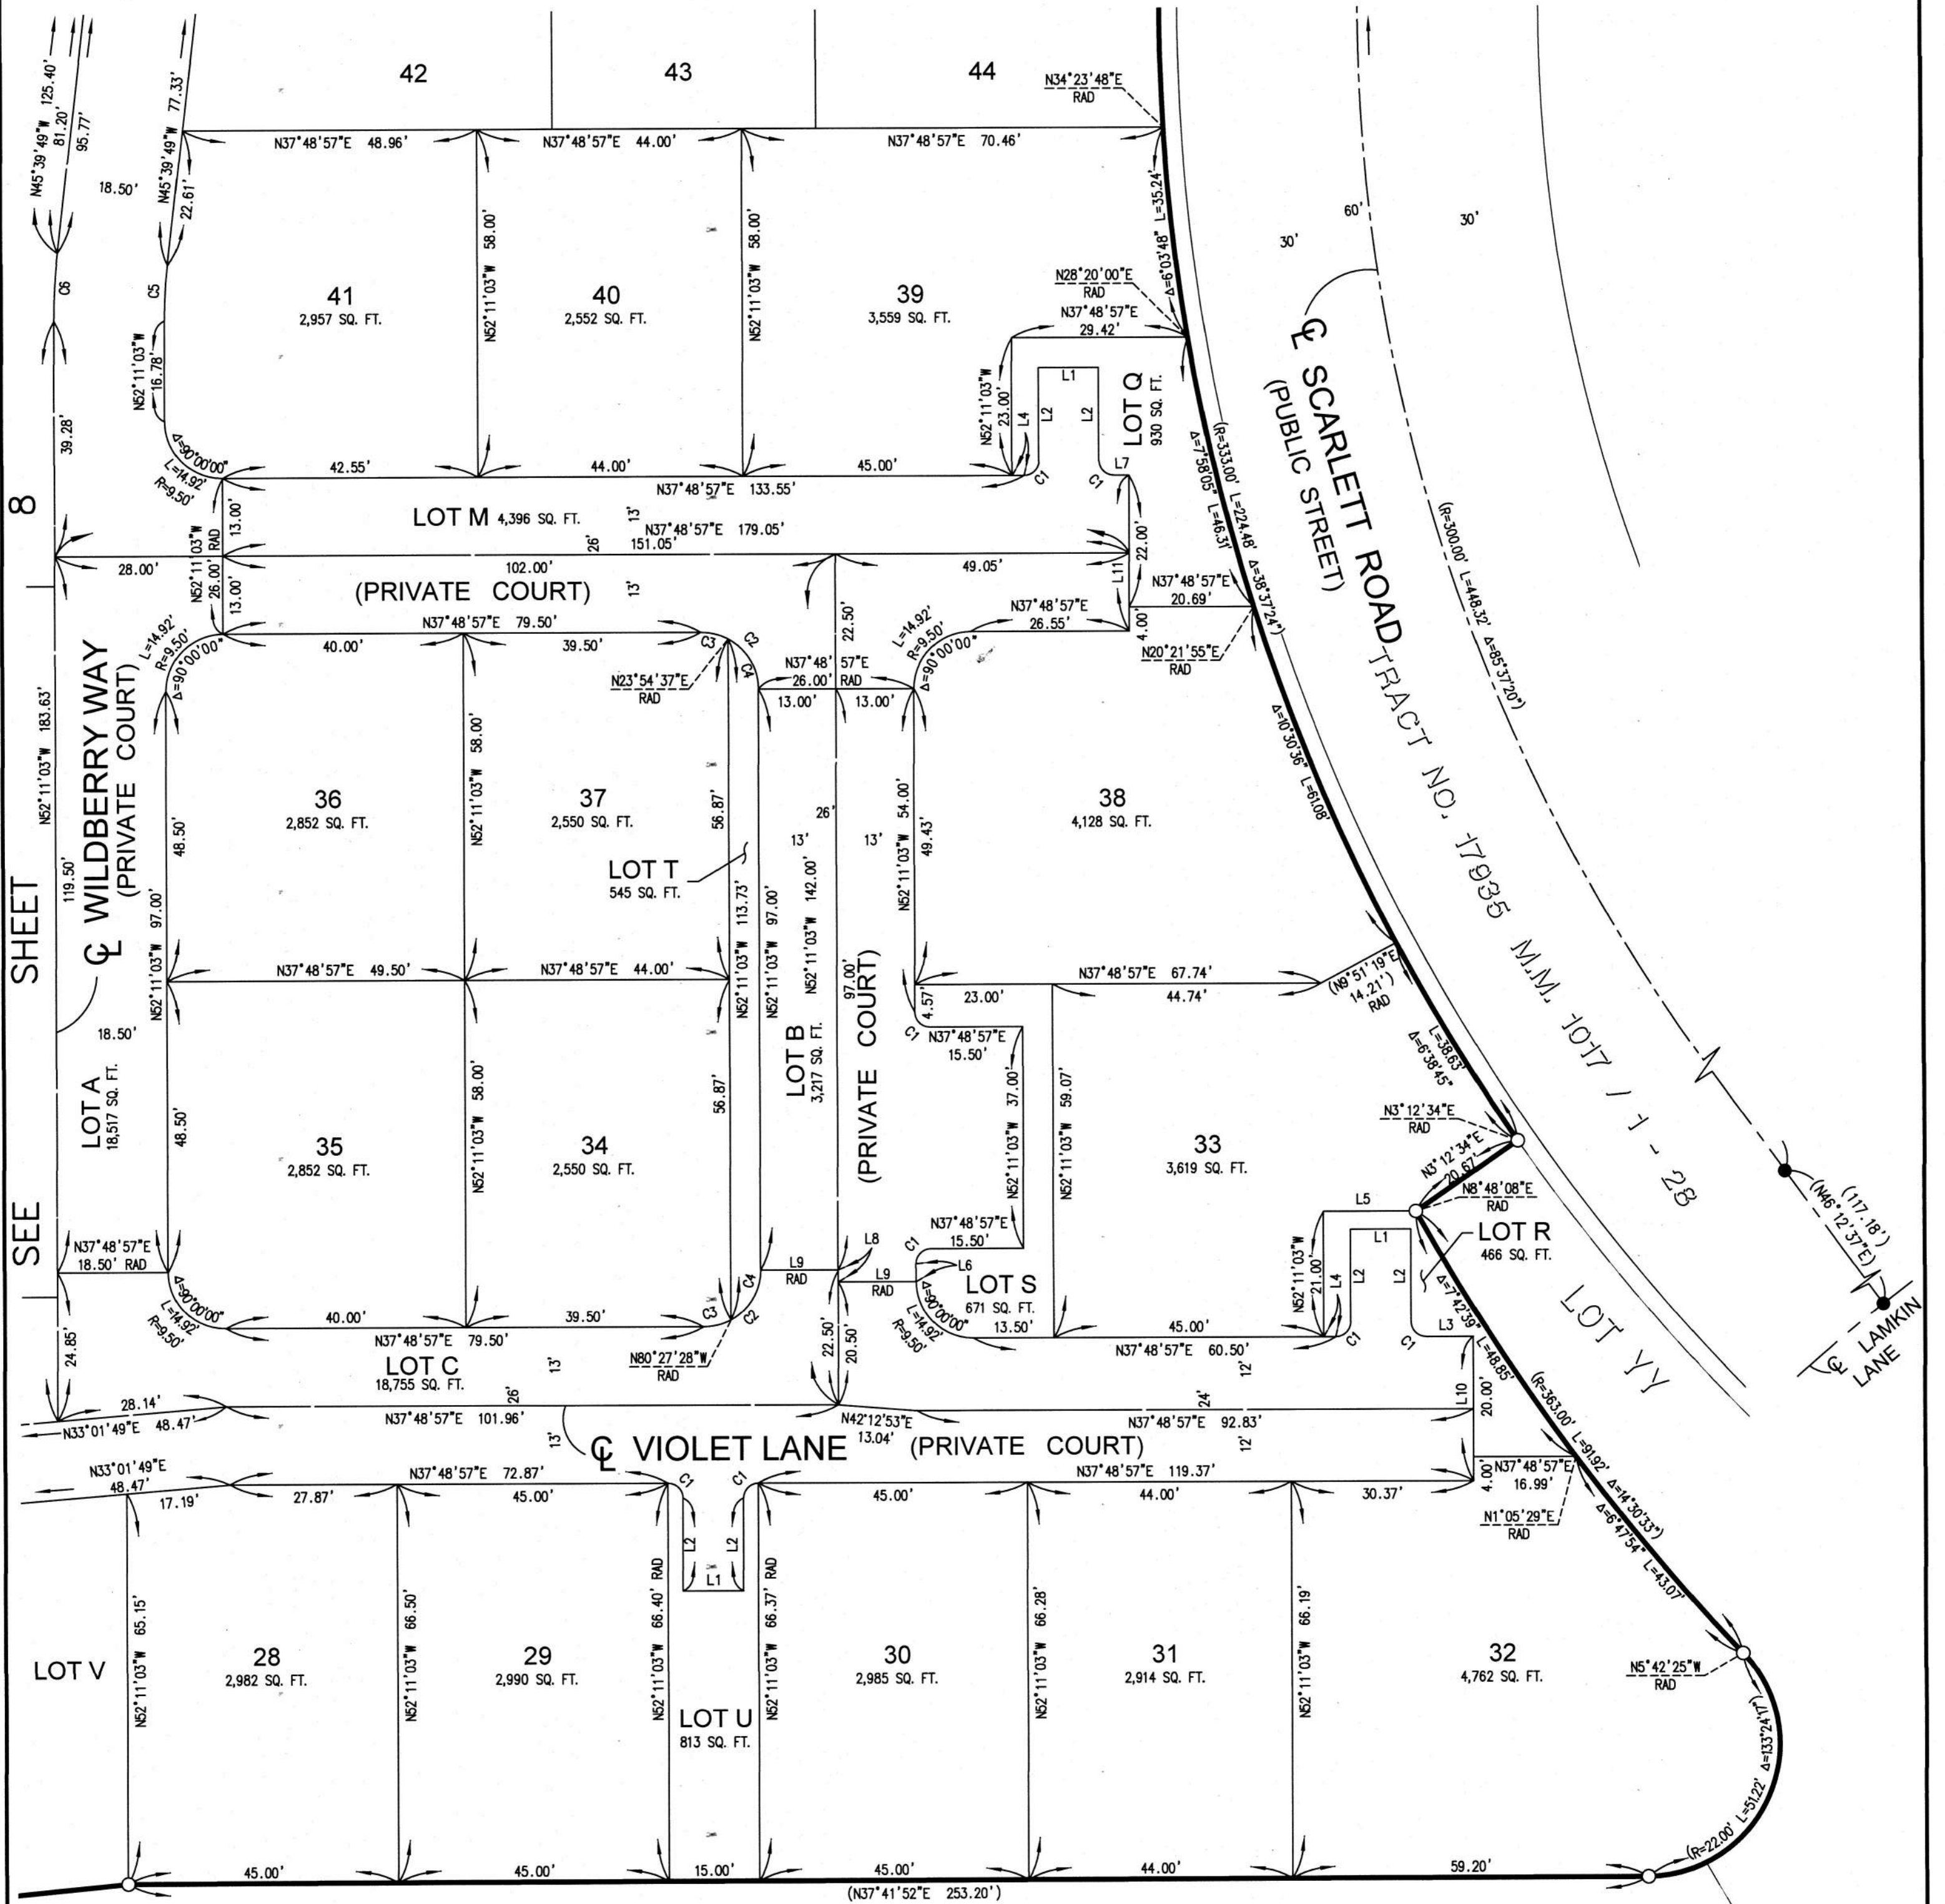 42
43
44
N34°23'48"E
RAD
N45°39'49"W 125.40'
81.20'
95.77'
N45°39'49"W 77.33'
22.61'
18.50'
N37°48'57"E 48.96'
N37°48'57"E 44.00'
N37°48'57"E 70.46'
Δ=6°03'48" L=35.24'
60'
30'
30'
N52°11'03"W 58.00'
N52°11'03"W 58.00'
C6
C5
41
2,957 SQ. FT.
40
2,552 SQ. FT.
39
3,559 SQ. FT.
N28°20'00"E
RAD
N37°48'57"E
29.42'
N52°11'03"W
16.78'
39.28'
N52°11'03"W
23.00'
L4
L2
L1
L2
LOT Q
930 SQ. FT.
L7
C1
C1
℄ SCARLETT ROAD
(PUBLIC STREET)
TRACT NO. 17935 M.M. 1017 / 1 - 28
(R=333.00' L=224.48' Δ=38°37'24")
Δ=7°58'05" L=46.31'
(R=300.00' L=448.32' Δ=85°37'20")
Δ=90°00'00"
L=14.92'
R=9.50'
42.55'
44.00'
45.00'
N37°48'57"E 133.55'
LOT M 4,396 SQ. FT.
13'
N37°48'57"E 179.05'
26'
151.05'
28.00'
N52°11'03"W RAD
26.00'
13.00'
13.00'
102.00'
49.05'
22.00'
L11
(PRIVATE COURT)
13'
N37°48'57"E
20.69'
4.00'
N20°21'55"E
RAD
L=14.92'
R=9.50'
Δ=90°00'00"
N37°48'57"E 79.50'
40.00'
39.50'
C3
C2
C4
N23°54'37"E
RAD
22.50'
N37°48'57"E
26.00' RAD
13.00'
13.00'
L=14.92'
R=9.50'
Δ=90°00'00"
N37°48'57"E
26.55'
SEE SHEET 8
N52°11'03"W 183.63'
119.50'
℄ WILDBERRY WAY
(PRIVATE COURT)
18.50'
LOT A
18,517 SQ. FT.
N52°11'03"W 97.00'
48.50'
48.50'
36
2,852 SQ. FT.
N52°11'03"W 58.00'
37
2,550 SQ. FT.
LOT T
545 SQ. FT.
56.87'
56.87'
N52°11'03"W 113.73'
N52°11'03"W 97.00'
26'
13'
13'
LOT B
3,217 SQ. FT.
N52°11'03"W 142.00'
97.00'
(PRIVATE COURT)
N52°11'03"W 54.00'
49.43'
38
4,128 SQ. FT.
Δ=10°30'36" L=61.08'
N37°48'57"E 49.50'
N37°48'57"E 44.00'
N37°48'57"E 67.74'
23.00'
44.74'
(N9°51'19"E
14.21')
RAD
4.57'
C1
N37°48'57"E
15.50'
N52°11'03"W 37.00'
N52°11'03"W 59.07'
L=38.63'
Δ=6°38'45"
35
2,852 SQ. FT.
N52°11'03"W 58.00'
34
2,550 SQ. FT.
33
3,619 SQ. FT.
N3°12'34"E
RAD
N3°12'34"E
20.67'
N8°48'08"E
RAD
LOT R
466 SQ. FT.
(117.18')
(N46°12'37"E)
℄ LAMKIN
LANE
LOT YY
N37°48'57"E
18.50' RAD
Δ=90°00'00"
L=14.92'
R=9.50'
24.85'
40.00'
39.50'
N37°48'57"E 79.50'
C3
C4
C2
N80°27'28"W
RAD
L9
RAD
L8
L9
RAD
L6
C1
N37°48'57"E
15.50'
LOT S
671 SQ. FT.
Δ=90°00'00"
L=14.92'
R=9.50'
13.50'
22.50'
20.50'
45.00'
N37°48'57"E 60.50'
N52°11'03"W
21.00'
L5
L4
L2
L1
L2
C1
C1
L3
L10
20.00'
Δ=7°42'39" L=48.85'
(R=363.00' L=91.92' Δ=14°30'33")
LOT C
18,755 SQ. FT.
13'
26'
12'
24'
28.14'
N33°01'49"E 48.47'
N37°48'57"E 101.96'
13'
℄ VIOLET LANE (PRIVATE COURT)
N42°12'53"E
13.04'
N37°48'57"E 92.83'
12'
N33°01'49"E
48.47'
17.19'
27.87'
N37°48'57"E 72.87'
45.00'
C1
C1
L2
L1
L2
N37°48'57"E 119.37'
45.00'
44.00'
30.37'
4.00'
N37°48'57"E
16.99'
N1°05'29"E
RAD
Δ=6°47'54" L=43.07'
LOT V
N52°11'03"W 65.15'
28
2,982 SQ. FT.
N52°11'03"W 66.50'
29
2,990 SQ. FT.
N52°11'03"W 66.40' RAD
LOT U
813 SQ. FT.
N52°11'03"W 66.37' RAD
30
2,985 SQ. FT.
N52°11'03"W 66.28'
31
2,914 SQ. FT.
N52°11'03"W 66.19'
32
4,762 SQ. FT.
N5°42'25"W
RAD
(R=22.00' L=51.22' Δ=133°24'17")
45.00'
45.00'
15.00'
45.00'
44.00'
59.20'
(N37°41'52"E 253.20')